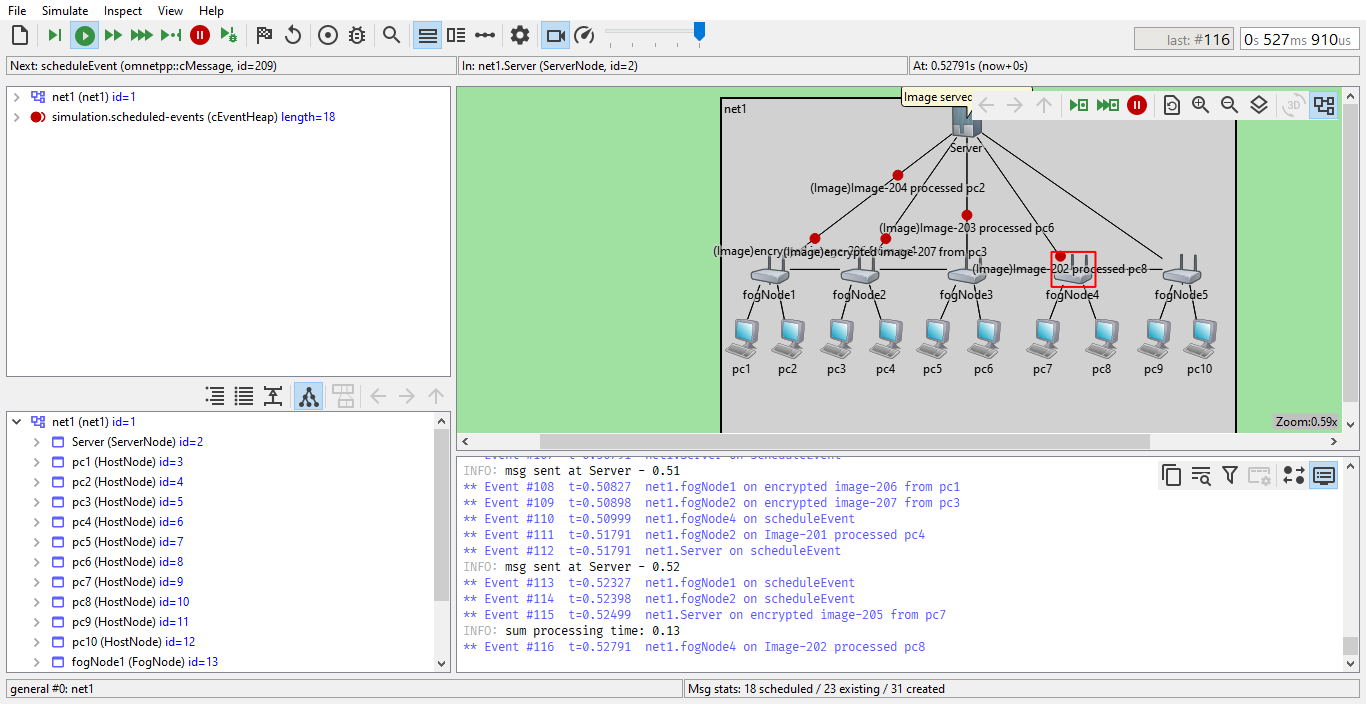 File Simulate Inspect View Help
last: #116
0s 527ms 910us
Next: scheduleEvent (omnetpp::cMessage, id=209)
In: net1.Server (ServerNode, id=2)
At: 0.52791s (now+0s)
net1 (net1) id=1
simulation.scheduled-events (cEventHeap) length=18
net1 (net1) id=1
Server (ServerNode) id=2
pc1 (HostNode) id=3
pc2 (HostNode) id=4
pc3 (HostNode) id=5
pc4 (HostNode) id=6
pc5 (HostNode) id=7
pc6 (HostNode) id=8
pc7 (HostNode) id=9
pc8 (HostNode) id=10
pc9 (HostNode) id=11
pc10 (HostNode) id=12
fogNode1 (FogNode) id=13
Image served
3D
net1
Server
(Image)Image-204 processed pc2
(Image)Image-203 processed pc6
(Image)encrypted image-207 from pc3
(Image)Image-202 processed pc8
fogNode1 fogNode2 fogNode3 fogNode4 fogNode5
pc1 pc2 pc3 pc4 pc5 pc6 pc7 pc8 pc9 pc10
Zoom:0.59x
INFO: msg sent at Server - 0.51
** Event #108 t=0.50827 net1.fogNode1 on encrypted image-206 from pc1
** Event #109 t=0.50898 net1.fogNode2 on encrypted image-207 from pc3
** Event #110 t=0.50999 net1.fogNode4 on scheduleEvent
** Event #111 t=0.51791 net1.fogNode2 on Image-201 processed pc4
** Event #112 t=0.51791 net1.Server on scheduleEvent
INFO: msg sent at Server - 0.52
** Event #113 t=0.52327 net1.fogNode1 on scheduleEvent
** Event #114 t=0.52398 net1.fogNode2 on scheduleEvent
** Event #115 t=0.52499 net1.Server on encrypted image-205 from pc7
INFO: sum processing time: 0.13
** Event #116 t=0.52791 net1.fogNode4 on Image-202 processed pc8
general #0: net1
Msg stats: 18 scheduled / 23 existing / 31 created